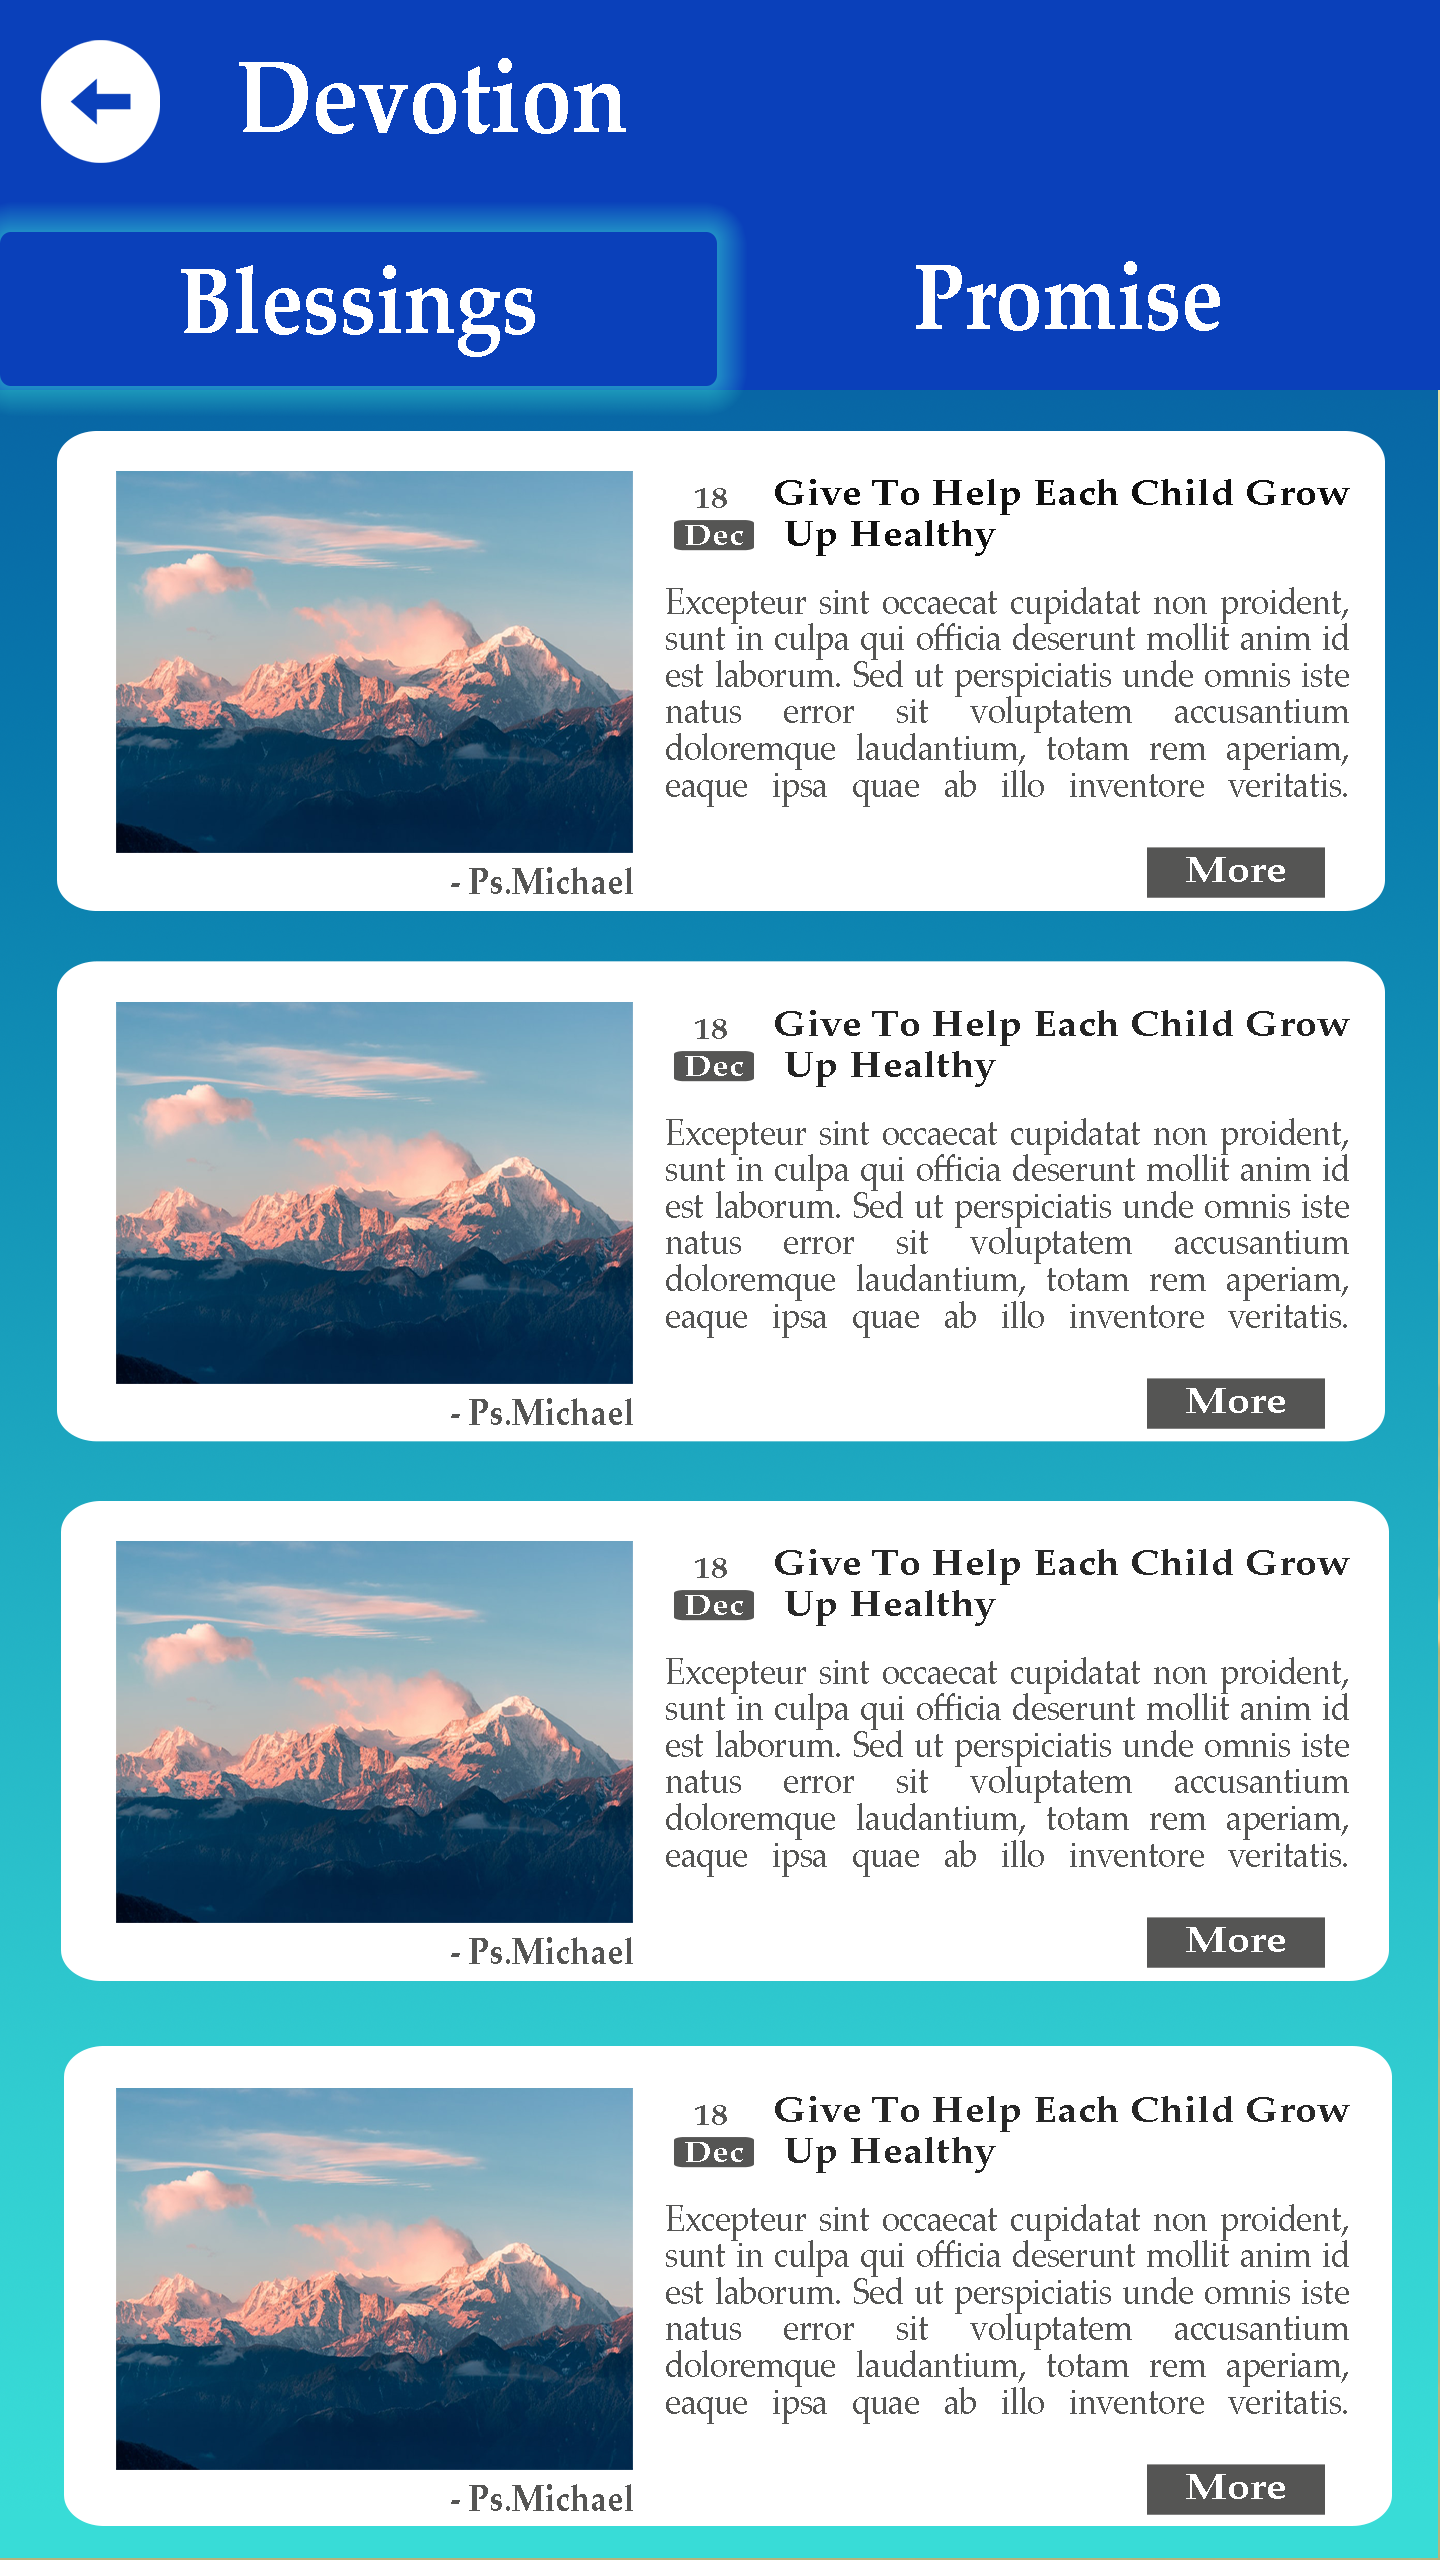 Devotion
Blessings
Promise
18
Dec
Give To Help Each Child Grow
Up Healthy
Excepteur sint occaecat cupidatat non proident,
sunt in culpa qui officia deserunt mollit anim id
est laborum. Sed ut perspiciatis unde omnis iste
natus error sit voluptatem accusantium
doloremque laudantium, totam rem aperiam,
eaque ipsa quae ab illo inventore veritatis.
- Ps.Michael
More
18
Dec
Give To Help Each Child Grow
Up Healthy
Excepteur sint occaecat cupidatat non proident,
sunt in culpa qui officia deserunt mollit anim id
est laborum. Sed ut perspiciatis unde omnis iste
natus error sit voluptatem accusantium
doloremque laudantium, totam rem aperiam,
eaque ipsa quae ab illo inventore veritatis.
- Ps.Michael
More
18
Dec
Give To Help Each Child Grow
Up Healthy
Excepteur sint occaecat cupidatat non proident,
sunt in culpa qui officia deserunt mollit anim id
est laborum. Sed ut perspiciatis unde omnis iste
natus error sit voluptatem accusantium
doloremque laudantium, totam rem aperiam,
eaque ipsa quae ab illo inventore veritatis.
- Ps.Michael
More
18
Dec
Give To Help Each Child Grow
Up Healthy
Excepteur sint occaecat cupidatat non proident,
sunt in culpa qui officia deserunt mollit anim id
est laborum. Sed ut perspiciatis unde omnis iste
natus error sit voluptatem accusantium
doloremque laudantium, totam rem aperiam,
eaque ipsa quae ab illo inventore veritatis.
- Ps.Michael
More